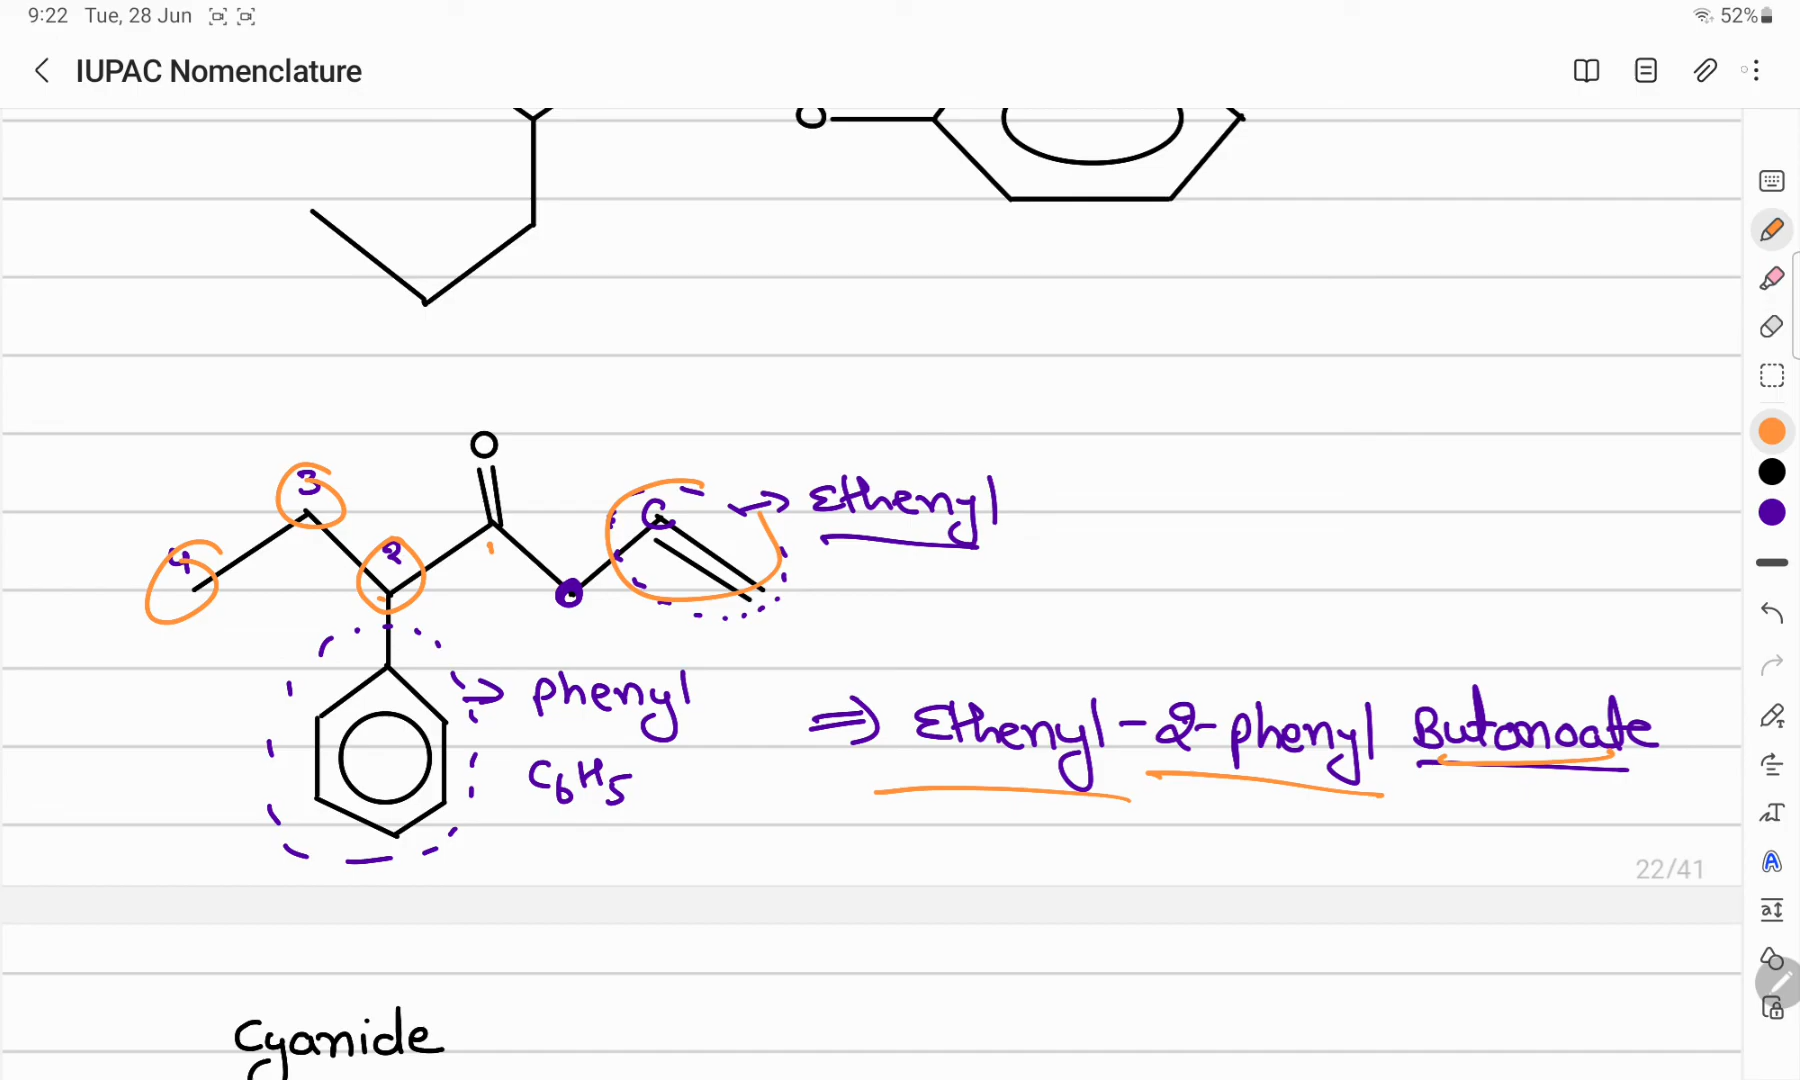 9:22 Tue, 28 Jun 52%
IUPAC Nomenclature
O
O
3 C Ethenyl
4 2
phenyl
⇒ Ethenyl-2-phenyl Butanoate
C6H5
22/41
Cyanide